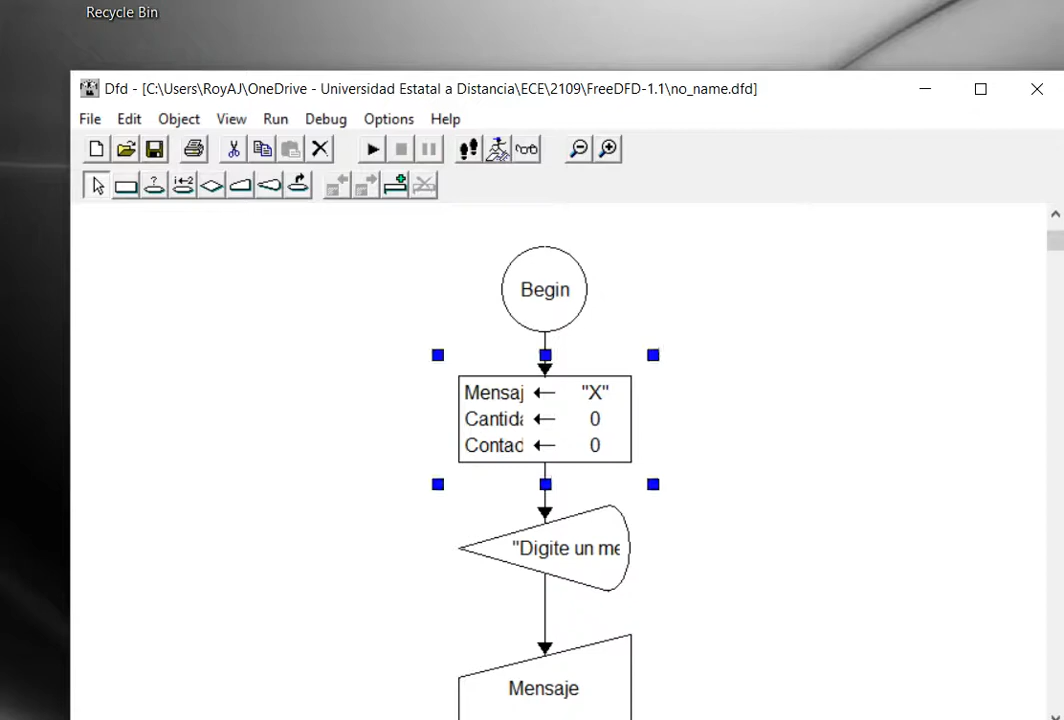 Recycle Bin
Dfd - [C:\Users\RoyAJ\OneDrive - Universidad Estatal a Distancia\ECE\2109\FreeDFD-1.1\no_name.dfd]
File Edit Object View Run Debug Options Help
Begin
Mensaj ← "X"
Cantida ← 0
Contad ← 0
"Digite un me
Mensaje